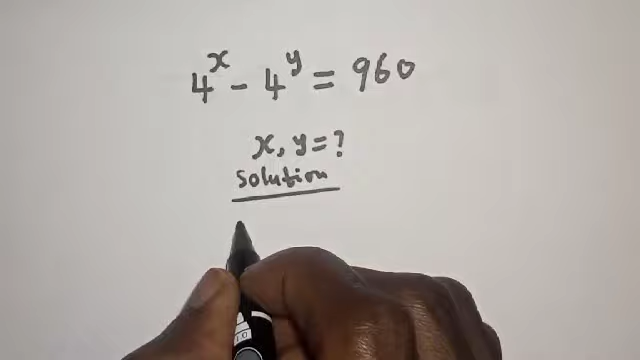 4^x - 4^y = 960
x, y = ?
Solution